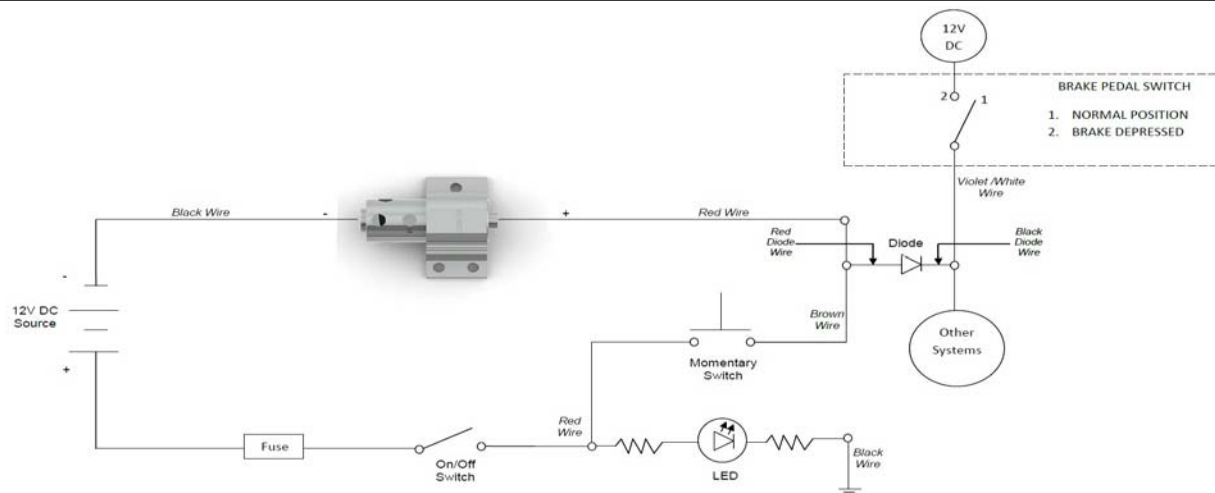 12V
DC
BRAKE PEDAL SWITCH
2
1
1. NORMAL POSITION
2. BRAKE DEPRESSED
Violet /White
Wire
Black Wire
-
+
Red Wire
Red
Diode
Wire
Diode
Black
Diode
Wire
-
12V DC
Source
+
Brown
Wire
Other
Systems
Momentary
Switch
Red
Wire
Fuse
On/Off
Switch
LED
Black
Wire